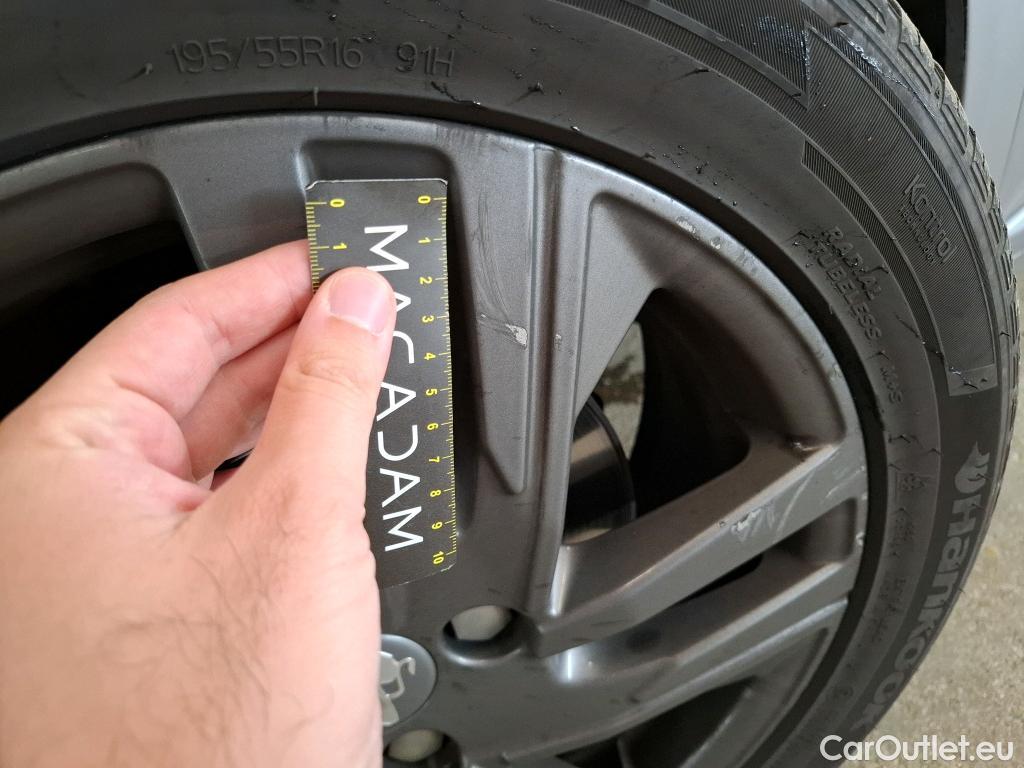 195/55R16 91H
0 0
1 1
2
3
4
5
6
7
8
9
10
MACADAM
RADIAL
TUBELESS
M+S
HANKOOK
CarOutlet.eu